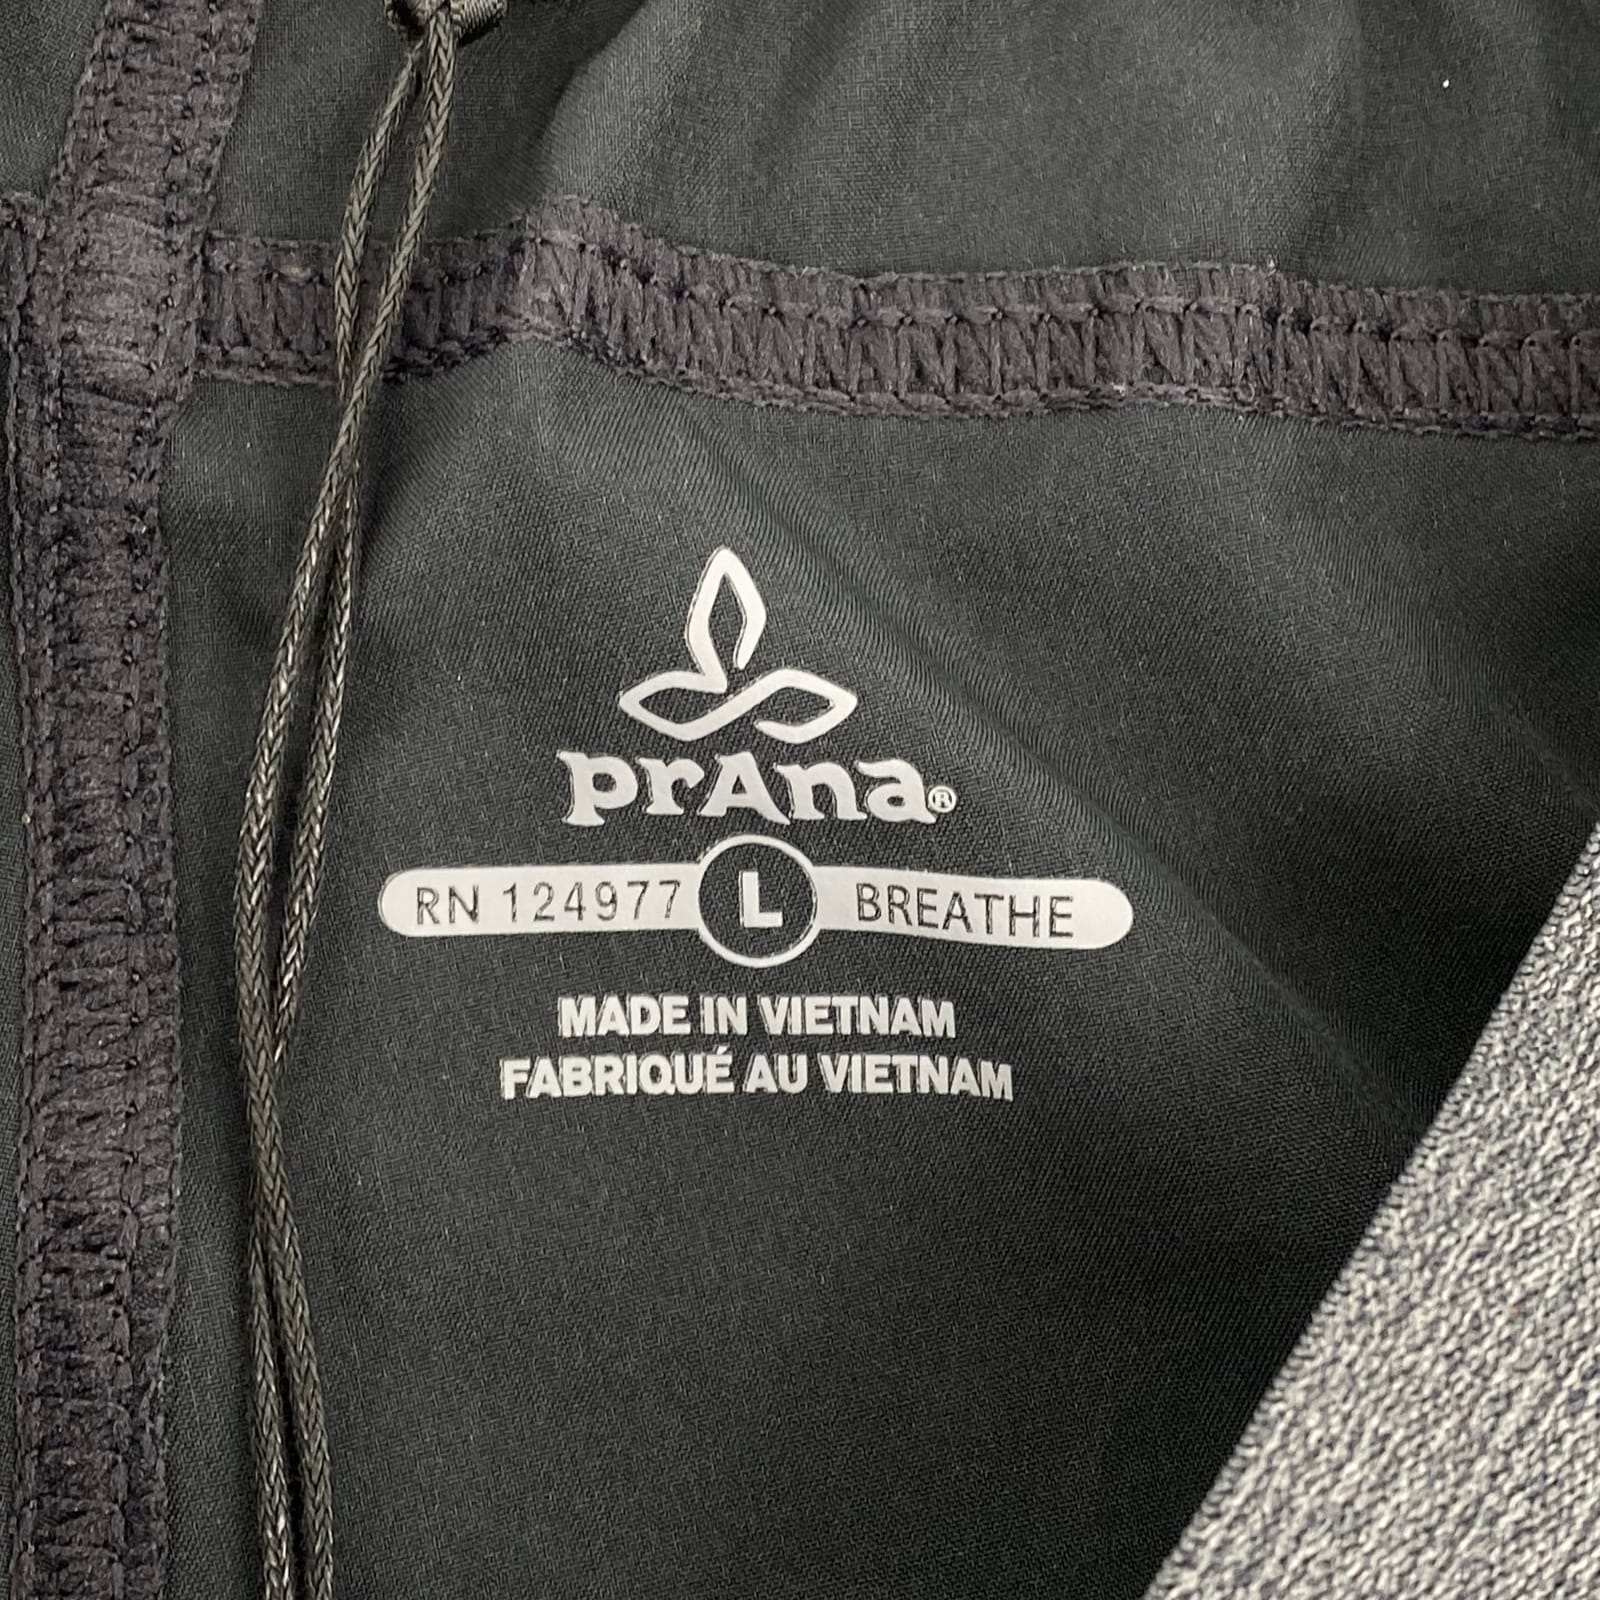 prAna®
RN 124977 L BREATHE
MADE IN VIETNAM
FABRIQUÉ AU VIETNAM